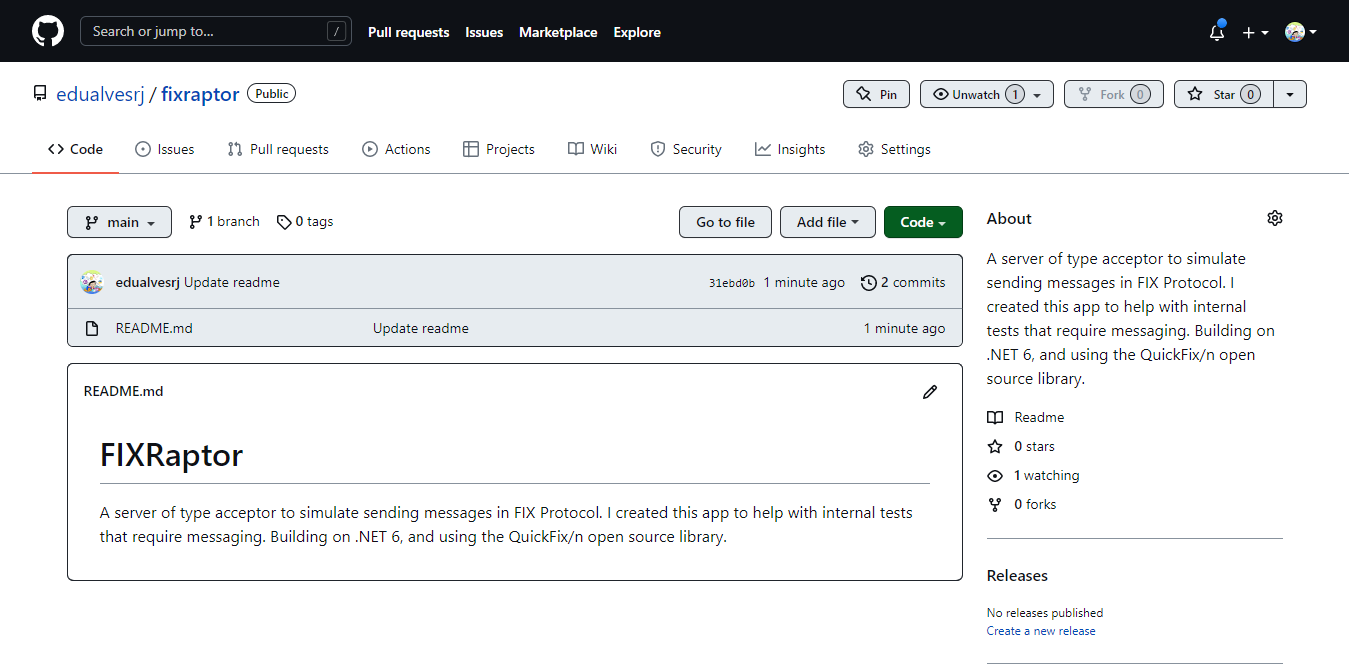 Search or jump to... /
Pull requests Issues Marketplace Explore
edualvesrj / fixraptor Public
Pin Unwatch 1 Fork 0 Star 0
Code Issues Pull requests Actions Projects Wiki Security Insights Settings
main 1 branch 0 tags Go to file Add file Code
edualvesrj Update readme 31ebd0b 1 minute ago 2 commits
README.md Update readme 1 minute ago
README.md
FIXRaptor
A server of type acceptor to simulate sending messages in FIX Protocol. I created this app to help with internal tests
that require messaging. Building on .NET 6, and using the QuickFix/n open source library.
About
A server of type acceptor to simulate
sending messages in FIX Protocol. I
created this app to help with internal
tests that require messaging. Building on
.NET 6, and using the QuickFix/n open
source library.
Readme
0 stars
1 watching
0 forks
Releases
No releases published
Create a new release